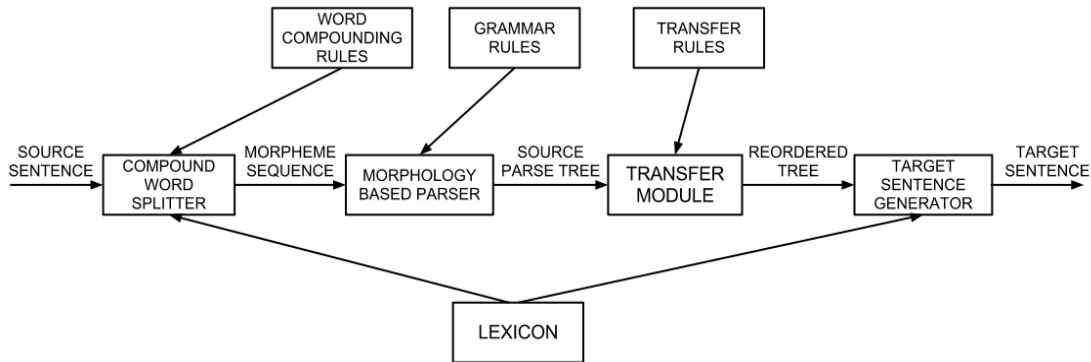 WORD
COMPOUNDING
RULES
GRAMMAR
RULES
TRANSFER
RULES
SOURCE
SENTENCE
COMPOUND
WORD
SPLITTER
MORPHEME
SEQUENCE
MORPHOLOGY
BASED PARSER
SOURCE
PARSE TREE
TRANSFER
MODULE
REORDERED
TREE
TARGET
SENTENCE
GENERATOR
TARGET
SENTENCE
LEXICON